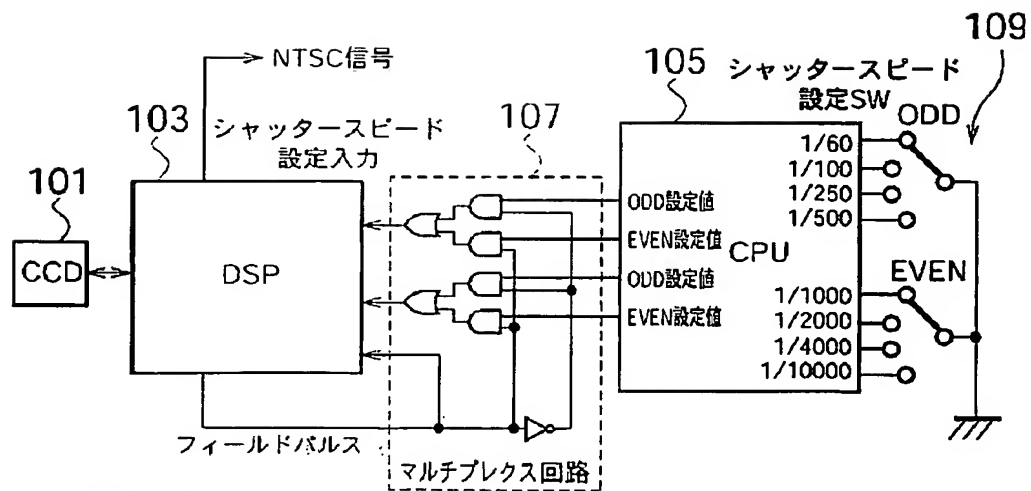 109
NTSC信号
105
シャッタースピード
設定SW
103
シャッタースピード
設定入力
107
ODD
101
1/60
1/100
1/250
1/500
ODD設定値
EVEN設定値
ODD設定値
EVEN設定値
CCD
DSP
CPU
EVEN
1/1000
1/2000
1/4000
1/10000
フィールドパルス
マルチプレクス回路